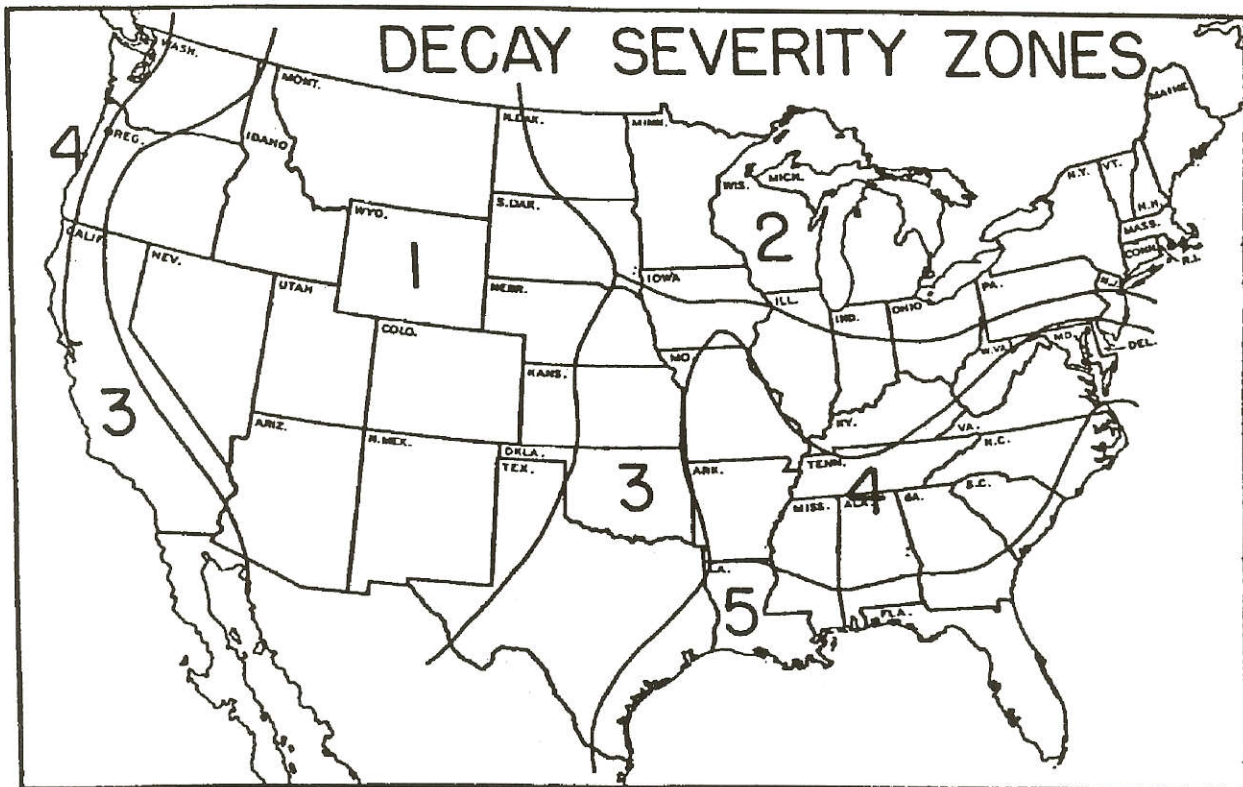 DECAY SEVERITY ZONES
WASH.
MONT.
N.DAK.
MINN.
MAINE
4
OREG.
IDAHO
N.Y.
VT.
WIS.
MICH.
WYO.
S.DAK.
N.H.
2
MASS.
CALIF.
1
CONN.
R.I.
NEV.
UTAH
NEBR.
IOWA
PA.
N.J.
ILL.
OHIO
IND.
COLO.
MD.
DEL.
W.VA.
MO.
KANS.
3
ARIZ.
N.MEX.
KY.
VA.
OKLA.
N.C.
TEX.
3
ARK.
TENN.
4
S.C.
MISS.
ALA.
GA.
LA.
5
FLA.